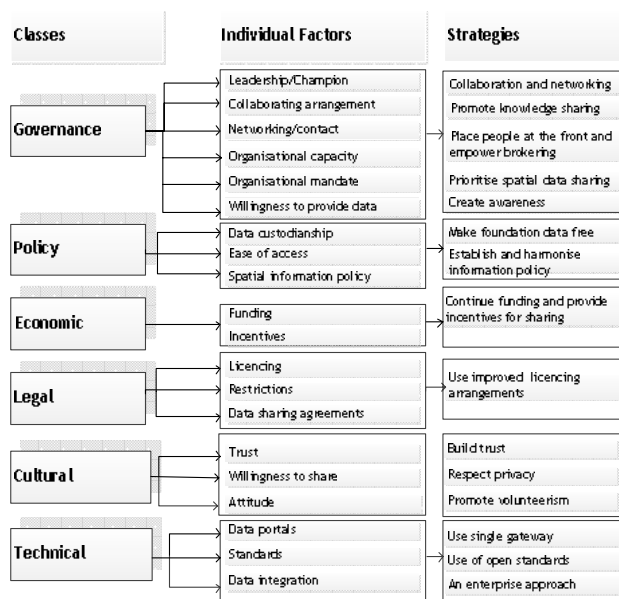 Classes
Individual Factors
Strategies
Governance
Leadership/Champion
Collaborating arrangement
Networking/contact
Organisational capacity
Organisational mandate
Willingness to provide data
Collaboration and networking
Promote knowledge sharing
Place people at the front and
empower brokering
Prioritise spatial data sharing
Create awareness
Policy
Data custodianship
Ease of access
Spatial information policy
Make foundation data free
Establish and harmonise
information policy
Economic
Funding
Incentives
Continue funding and provide
incentives for sharing
Legal
Licencing
Restrictions
Data sharing agreements
Use improved licencing
arrangements
Cultural
Trust
Willingness to share
Attitude
Build trust
Respect privacy
Promote volunteerism
Technical
Data portals
Standards
Data integration
Use single gateway
Use of open standards
An enterprise approach